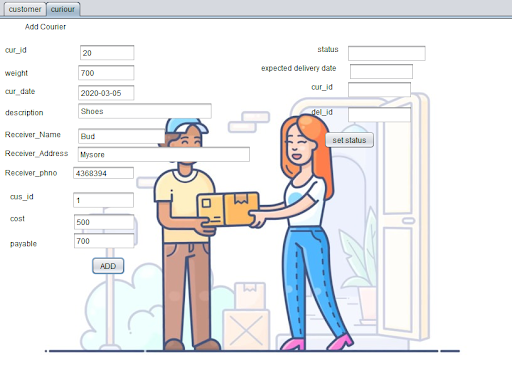 customer curiour
Add Courier
cur_id 20
weight 700
cur_date 2020-03-05
description Shoes
Receiver_Name Bud
Receiver_Address Mysore
Receiver_phno 4368394
cus_id 1
cost 500
payable 700
ADD
status
expected delivery date
cur_id
del_id
set status